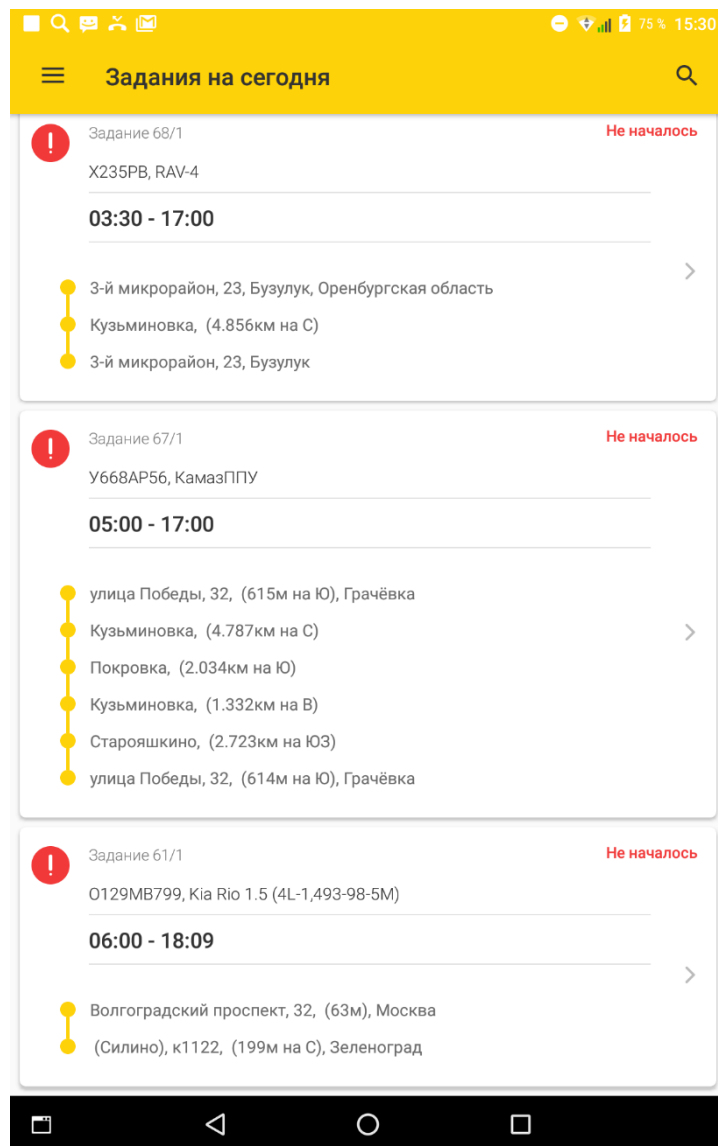 75 % 15:30
Задания на сегодня
Задание 68/1
Не началось
Х235РВ, RAV-4
03:30 - 17:00
3-й микрорайон, 23, Бузулук, Оренбургская область
Кузьминовка, (4.856км на С)
3-й микрорайон, 23, Бузулук
Задание 67/1
Не началось
У668АР56, КамазППУ
05:00 - 17:00
улица Победы, 32, (615м на Ю), Грачёвка
Кузьминовка, (4.787км на С)
Покровка, (2.034км на Ю)
Кузьминовка, (1.332км на В)
Старояшкино, (2.723км на ЮЗ)
улица Победы, 32, (614м на Ю), Грачёвка
Задание 61/1
Не началось
О129МВ799, Kia Rio 1.5 (4L-1,493-98-5M)
06:00 - 18:09
Волгоградский проспект, 32, (63м), Москва
(Силино), к1122, (199м на С), Зеленоград